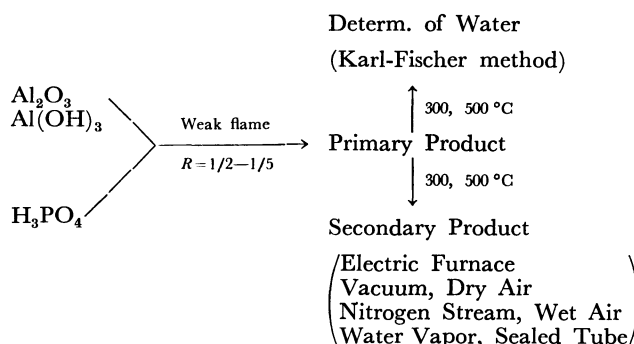 Determ. of Water
(Karl-Fischer method)
300, 500 °C
Al₂O₃
Al(OH)₃
Weak flame
R=1/2—1/5
H₃PO₄
Primary Product
300, 500 °C
Secondary Product
(Electric Furnace
Vacuum, Dry Air
Nitrogen Stream, Wet Air
Water Vapor, Sealed Tube)